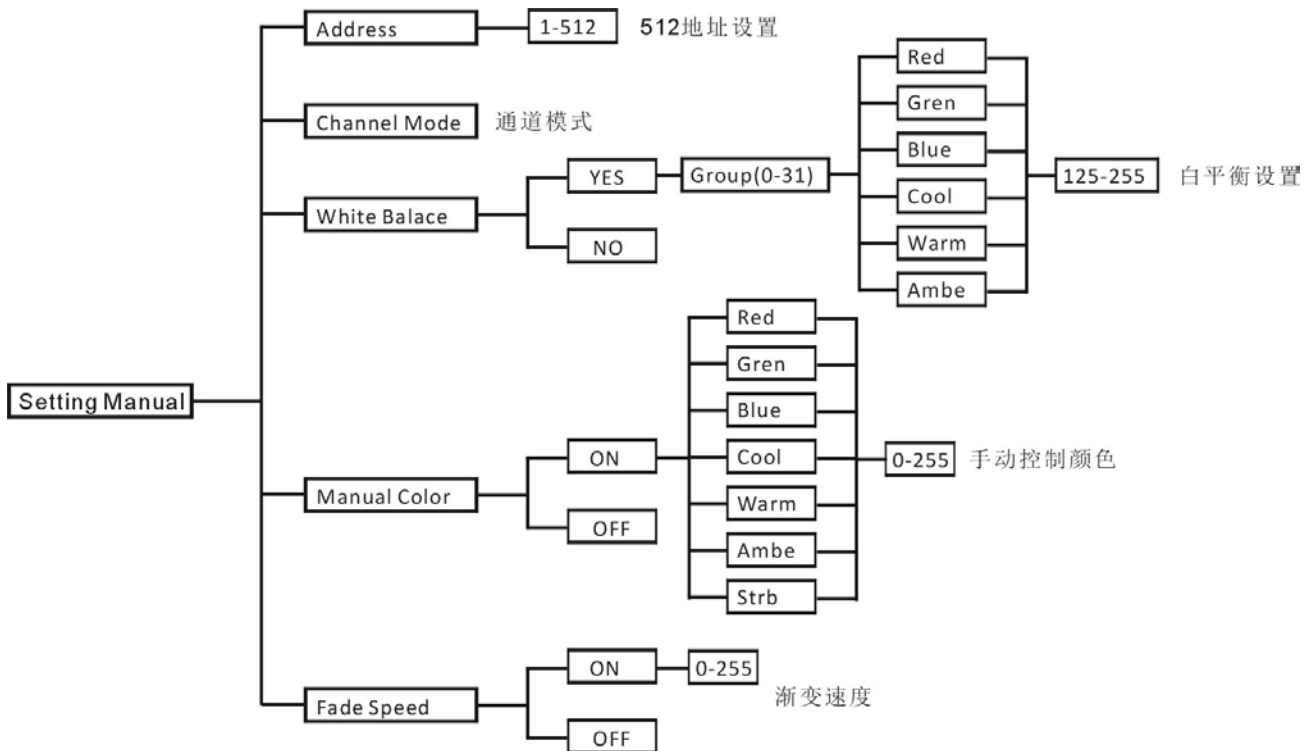 Address
1-512
512地址设置
Channel Mode
通道模式
White Balace
YES
NO
Group(0-31)
Red
Gren
Blue
Cool
Warm
Ambe
125-255
白平衡设置
Setting Manual
Manual Color
ON
OFF
Red
Gren
Blue
Cool
Warm
Ambe
Strb
0-255
手动控制颜色
Fade Speed
ON
0-255
渐变速度
OFF